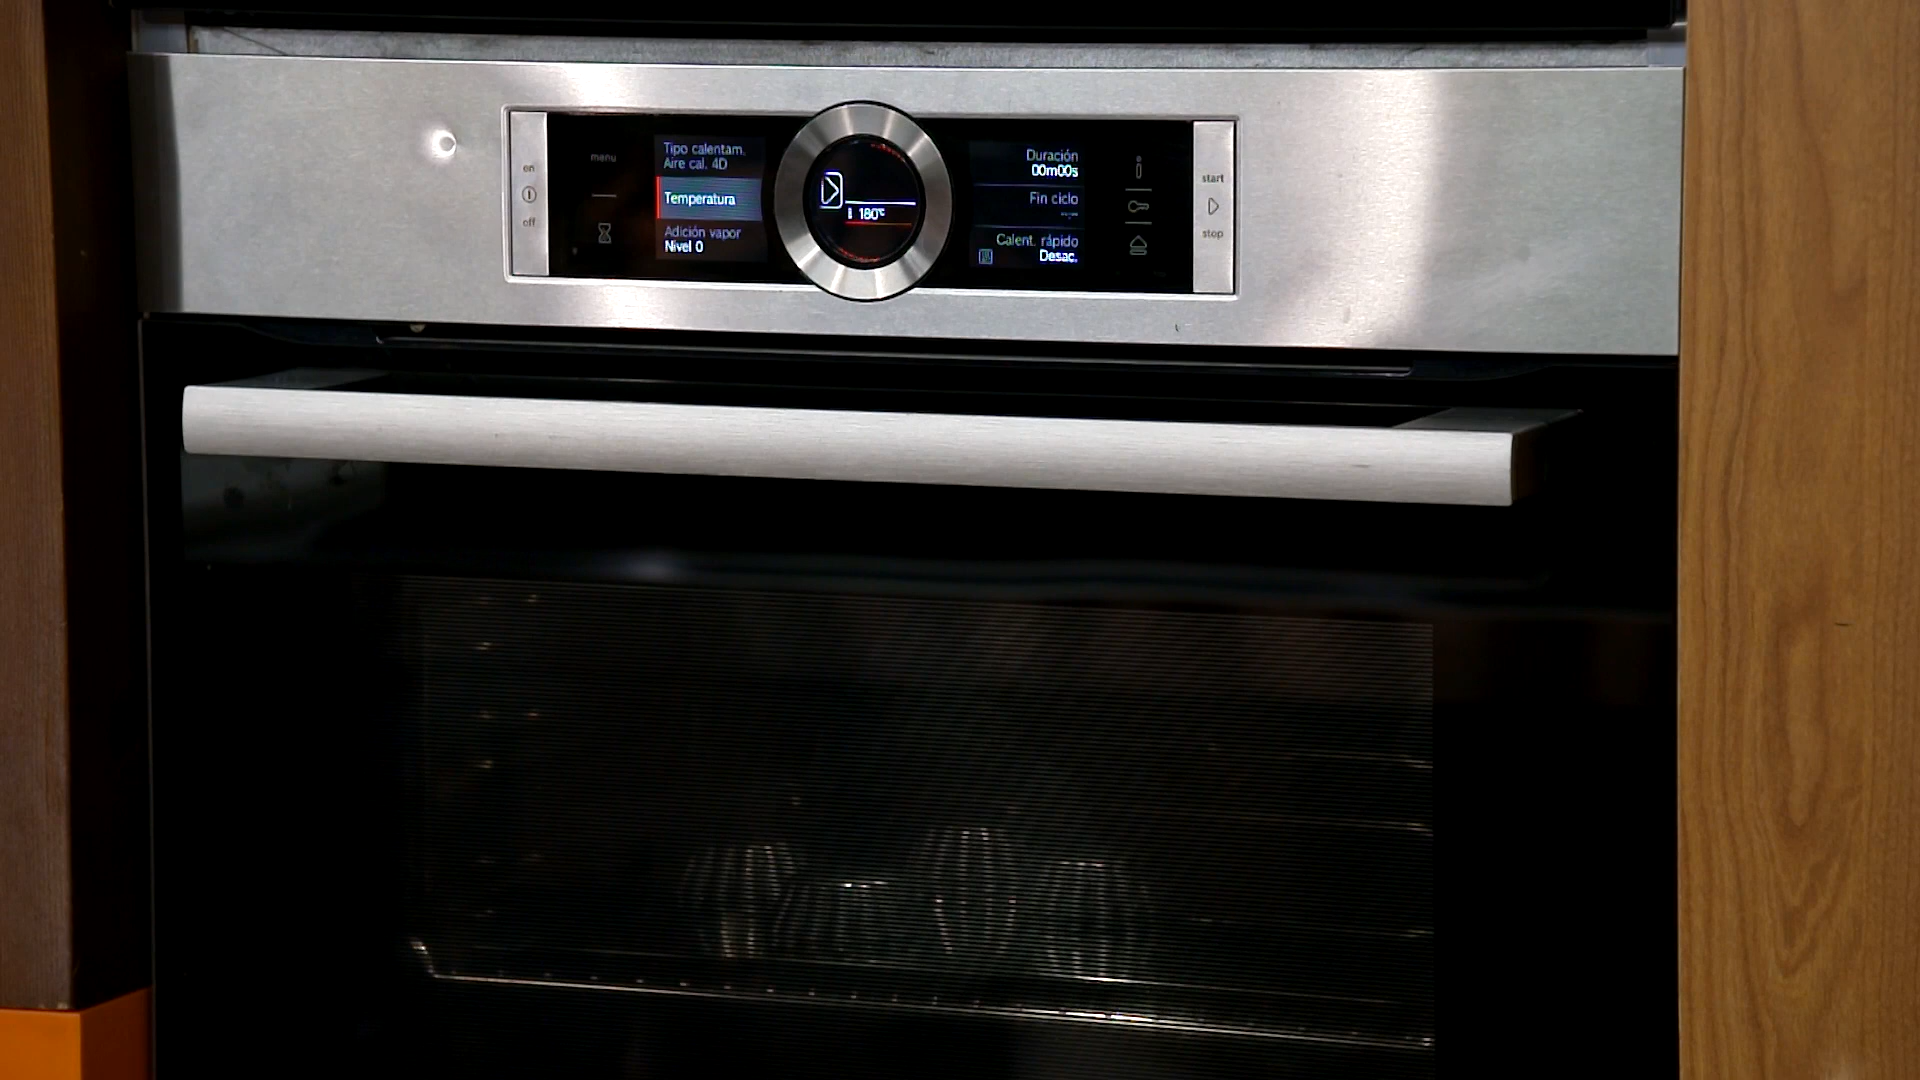 on
off
menu
Tipo calentam.
Aire cal. 4D
Temperatura
Adición vapor
Nivel 0
180°C
Duración
00m00s
Fin ciclo
--:--
Calent. rápido
Desac.
start
stop